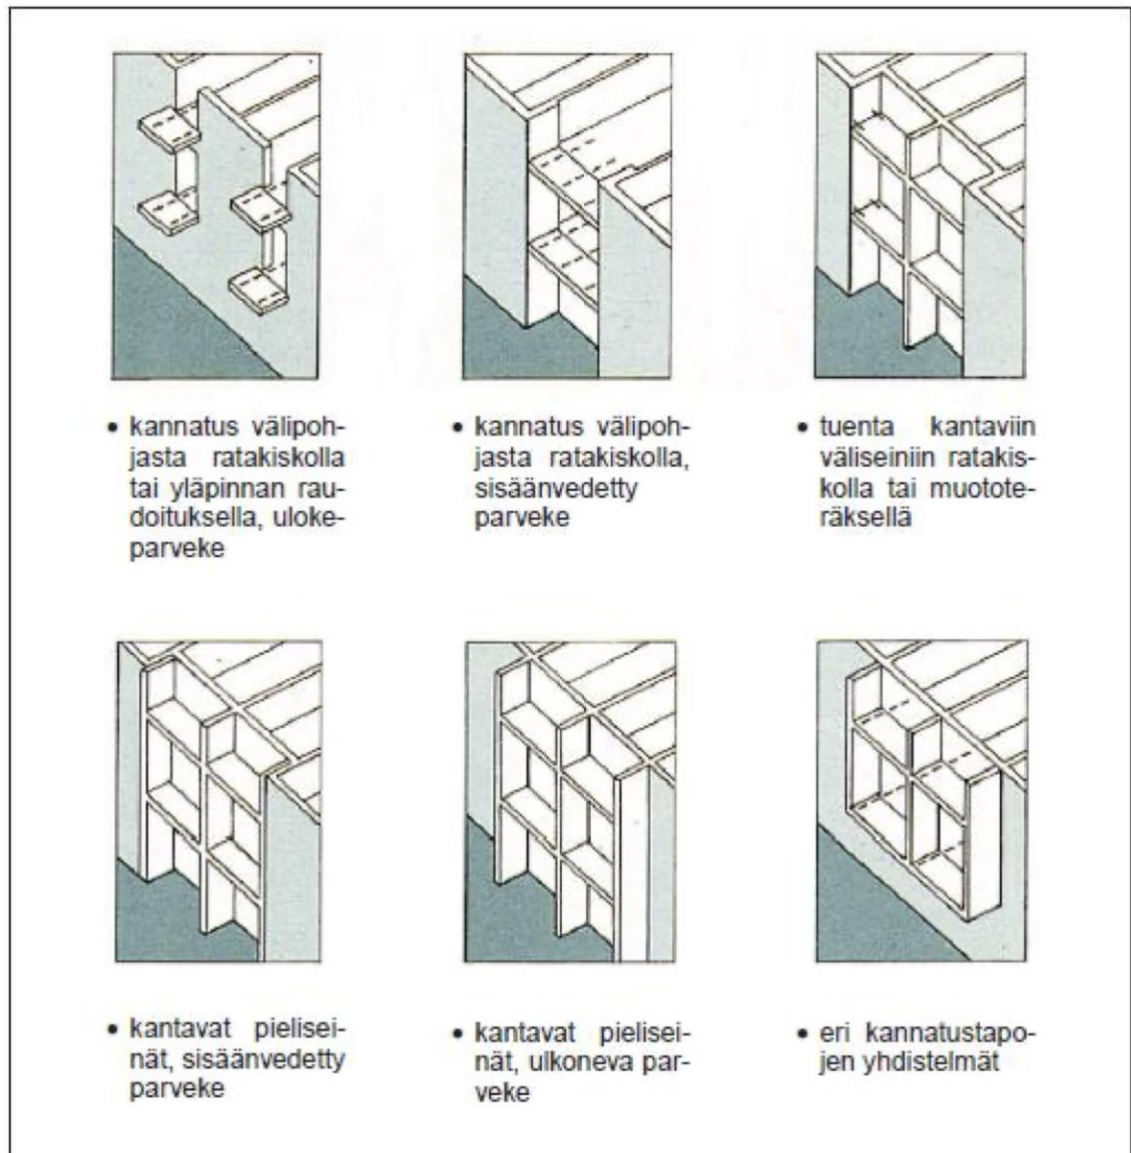 • kannatus välipoh-
jasta ratakiskolla
tai yläpinnan rau-
doituksella, uloke-
parveke
• kannatus välipoh-
jasta ratakiskolla,
sisäänvedetty
parveke
• tuenta kantaviin
väliseiniin ratakis-
kolla tai muotote-
räksellä
• kantavat pielisei-
nät, sisäänvedetty
parveke
• kantavat pielisei-
nät, ulkoneva par-
veke
• eri kannatustapo-
jen yhdistelmät